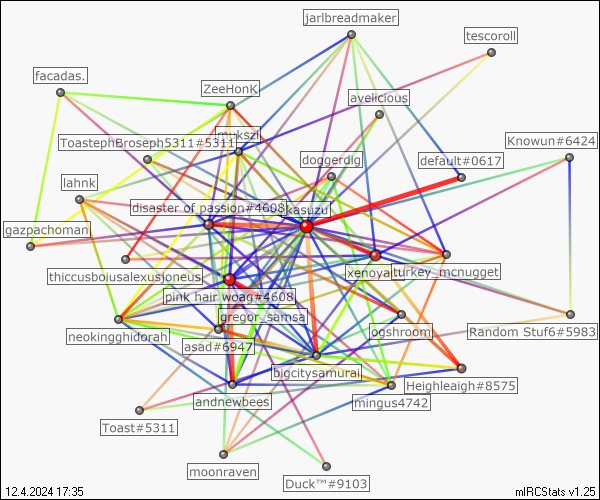 jarlbreadmaker
tescoroll
facadas.
ZeeHonK
avelicious
mukszi
ToastephBroseph5311#5311
Knowun#6424
doggerdig
default#0617
lahnk
disaster of passion#4608
kasuzu
gazpachoman
thiccusboiusalexusjoneus
xenoyai
turkey_mcnugget
pink hair woag#4608
gregor_samsa
neokingghidorah
ogshroom
Random Stuf6#5983
asad#6947
bigcitysamurai
Heighleaigh#8575
andnewbees
mingus4742
Toast#5311
moonraven
Duck™#9103
12.4.2024 17:35
mIRCStats v1.25